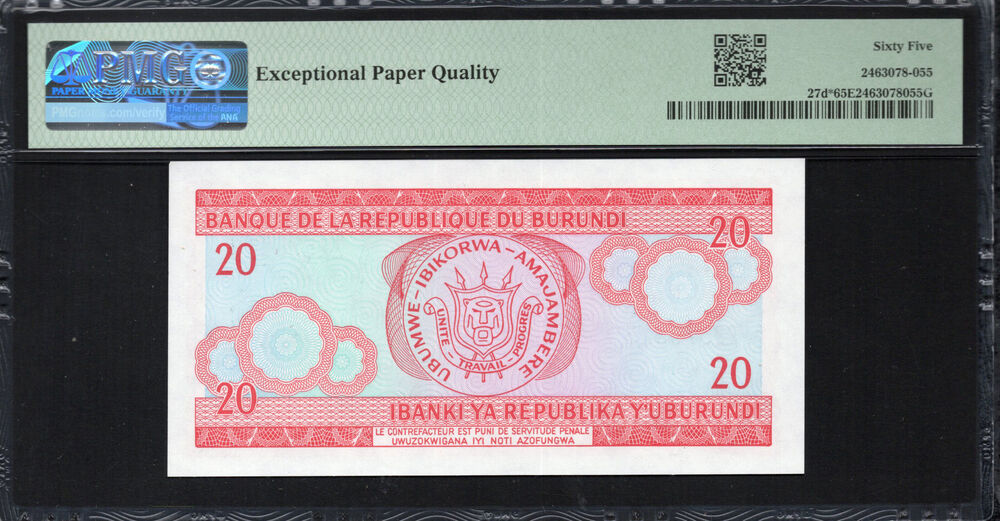 PMG
PAPER MONEY GUARANTY
PMGnotes.com/verify
The Official Grading
Service of the ANA
Exceptional Paper Quality
Sixty Five
2463078-055
27d*65E2463078055G
BANQUE DE LA REPUBLIQUE DU BURUNDI
20
20
UBUMWE-IBIKORWA-AMAJAMBERE
UNITE - TRAVAIL - PROGRES
20
20
IBANKI YA REPUBLIKA Y'UBURUNDI
LE CONTREFACTEUR EST PUNI DE SERVITUDE PENALE
UWUZOKWIGANA IYI NOTI AZOFUNGWA